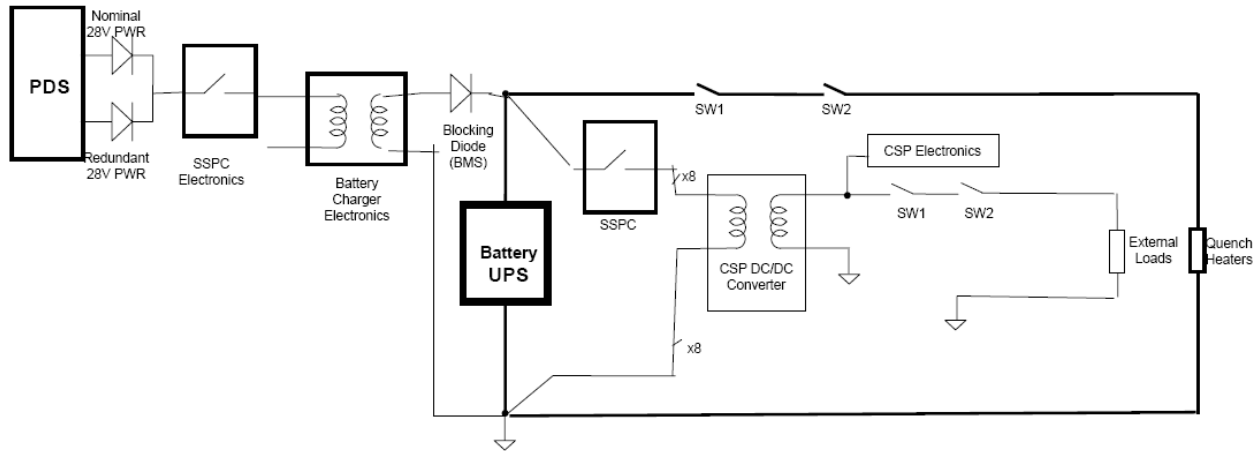 Nominal
28V PWR
PDS
Redundant
28V PWR
SSPC
Electronics
Battery
Charger
Electronics
Blocking
Diode
(BMS)
Battery
UPS
SW1
SW2
SSPC
x8
x8
CSP DC/DC
Converter
CSP Electronics
SW1
SW2
External
Loads
Quench
Heaters